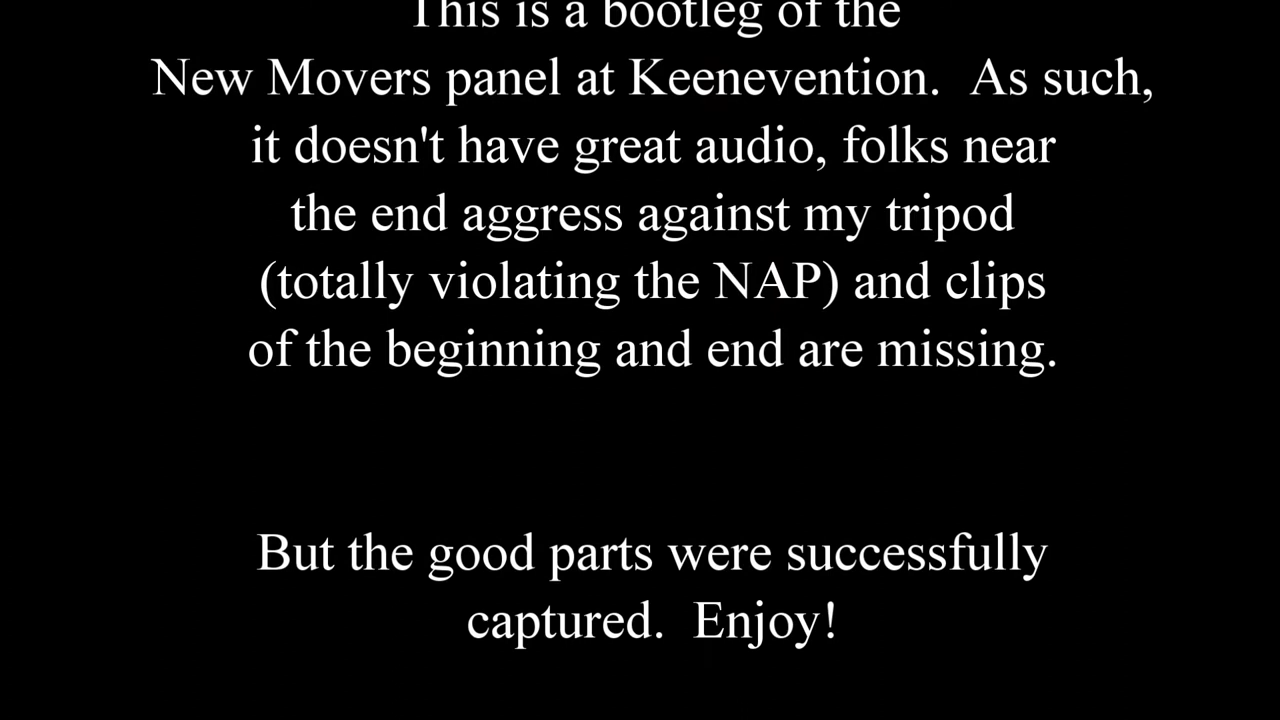 This is a bootleg of the
New Movers panel at Keenevention.  As such,
it doesn't have great audio, folks near
the end aggress against my tripod
(totally violating the NAP) and clips
of the beginning and end are missing.
But the good parts were successfully
captured.  Enjoy!